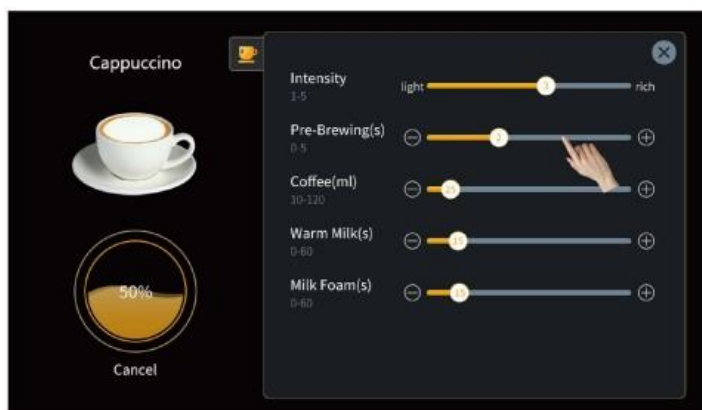 Cappuccino
50%
Cancel
Intensity
1-5
light
3
rich
Pre-Brewing(s)
0-5
2
Coffee(ml)
10-120
25
Warm Milk(s)
0-60
15
Milk Foam(s)
0-60
15